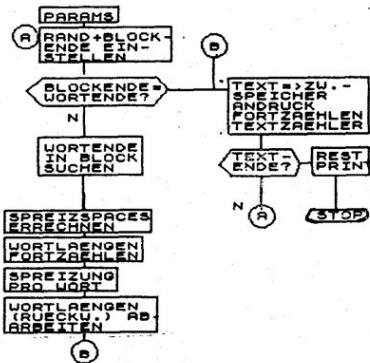 PARAMS
A
RAND+BLOCK-
ENDE EIN-
STELLEN
BLOCKENDE=
WORTENDE?
N
WORTENDE
IN BLOCK
SUCHEN
SPREIZSPACES
ERRECHNEN
WORTLAENGEN
FORTZAEHLEN
SPREIZUNG
PRO WORT
WORTLAENGEN
(RUECKW.) AB
ARBEITEN
B
B
TEXT=>ZW.-
SPEICHER
ANDRUCK
FORTZAEHLEN
TEXTZAEHLER
TEXT-
ENDE?
REST
PRINT
N
A
STOP